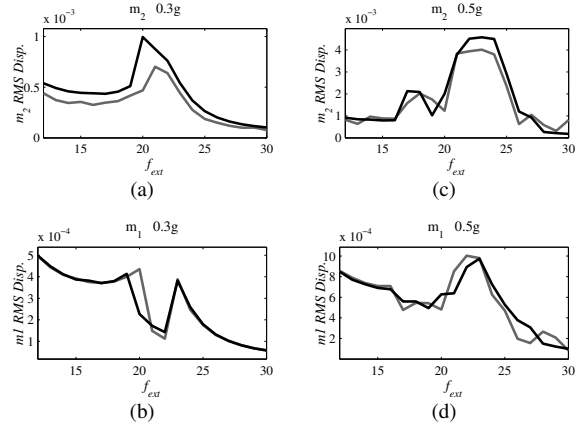 m2 0.3g
x 10^-3
1
0.5
0
m2 RMS Disp.
15 20 25 30
f_ext
(a)
m2 0.5g
x 10^-3
4
2
0
m2 RMS Disp.
15 20 25 30
f_ext
(c)
m1 0.3g
x 10^-4
5
4
3
2
1
m1 RMS Disp.
15 20 25 30
f_ext
(b)
m1 0.5g
x 10^-4
10
8
6
4
2
m1 RMS Disp.
15 20 25 30
f_ext
(d)